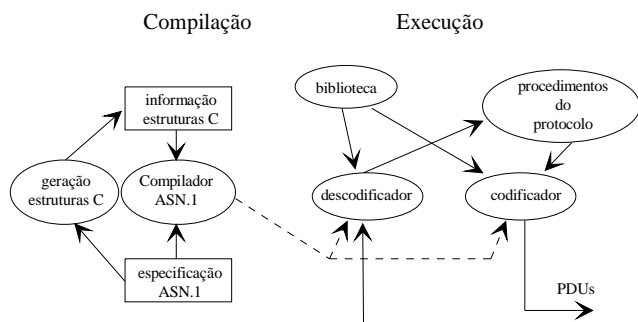 Compilação
Execução
informação
estruturas C
geração
estruturas C
Compilador
ASN.1
especificação
ASN.1
biblioteca
procedimentos
do
protocolo
descodificador
codificador
PDUs